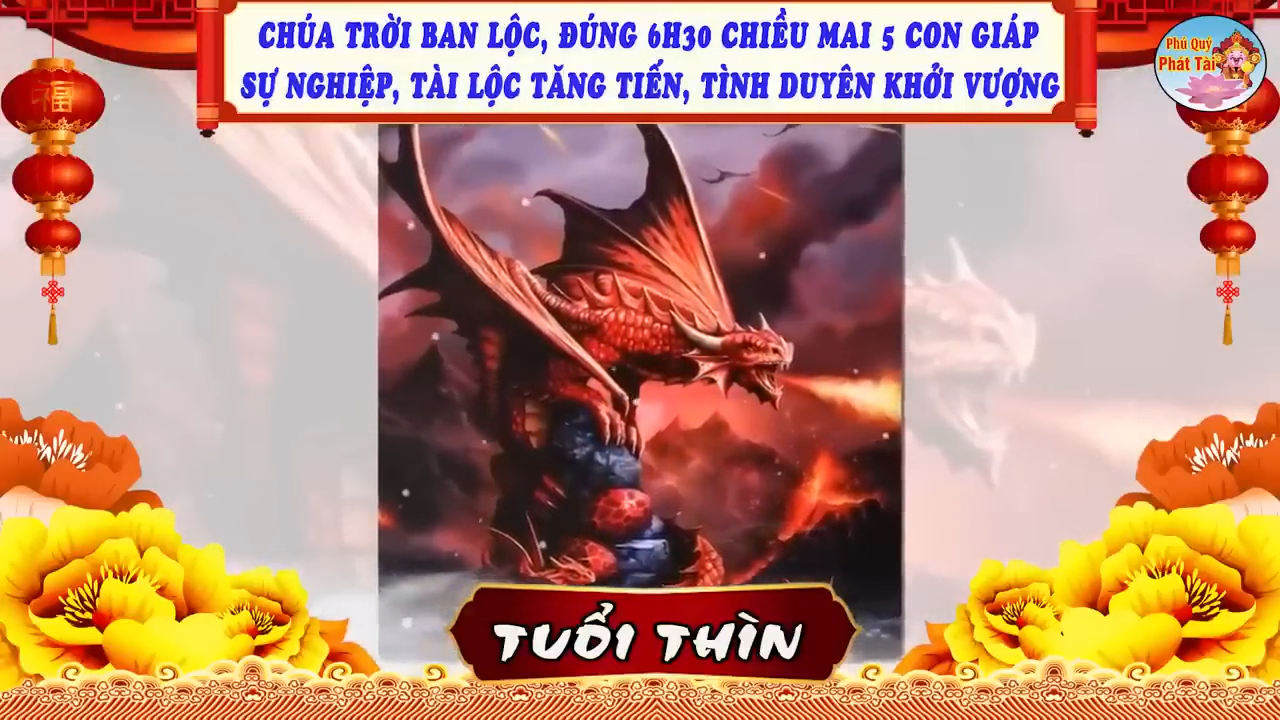 CHÚA TRỜI BAN LỘC, ĐÚNG 6H30 CHIỀU MAI 5 CON GIÁP
SỰ NGHIỆP, TÀI LỘC TĂNG TIẾN, TÌNH DUYÊN KHỞI VƯỢNG
Phú Quý
Phát Tài
福
TUỔI THÌN